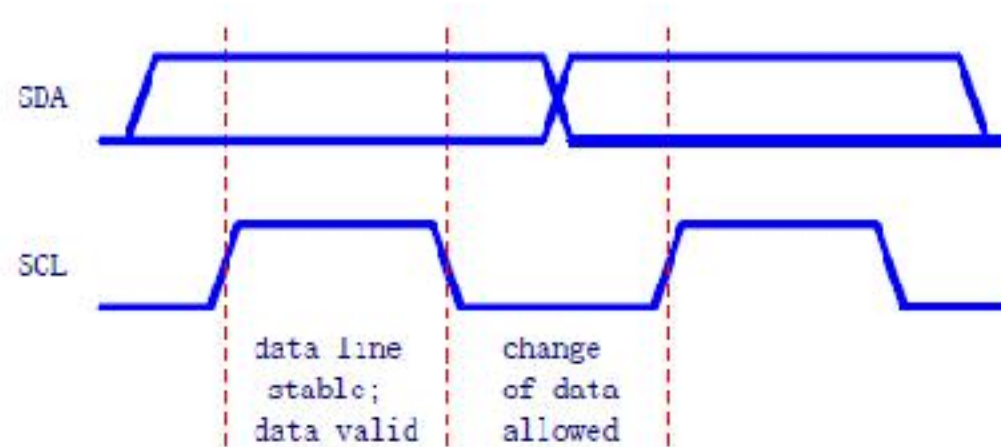 SDA
SCL
data line
stable;
data valid
change
of data
allowed